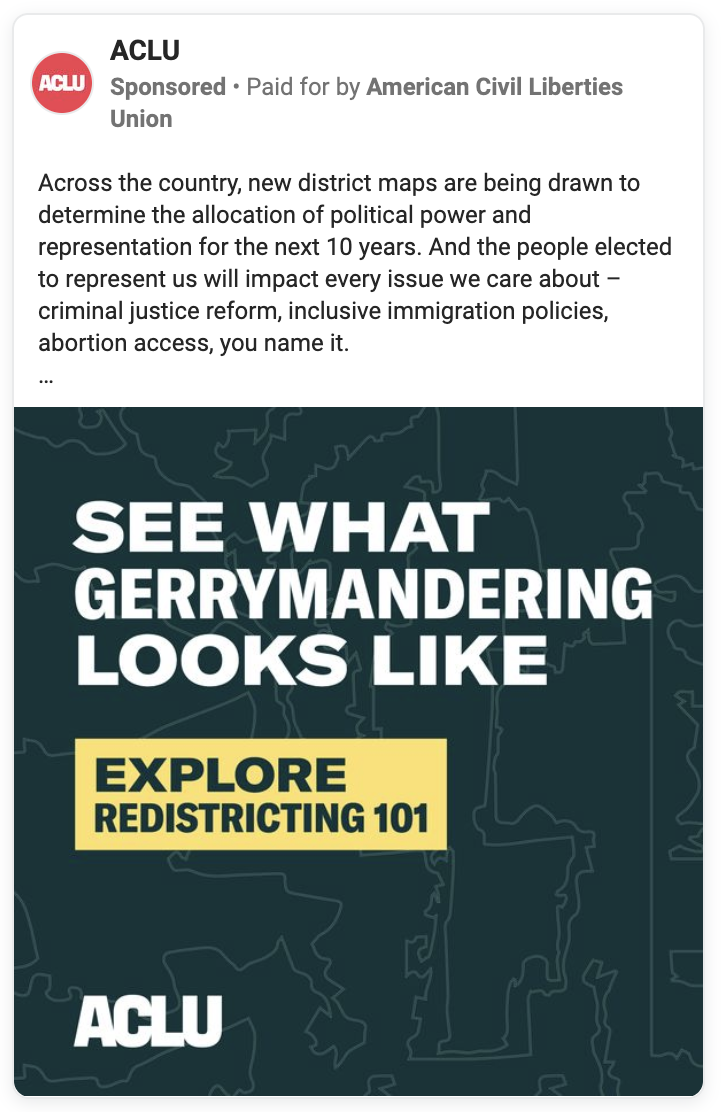 ACLU
ACLU
Sponsored • Paid for by American Civil Liberties
Union
Across the country, new district maps are being drawn to
determine the allocation of political power and
representation for the next 10 years. And the people elected
to represent us will impact every issue we care about –
criminal justice reform, inclusive immigration policies,
abortion access, you name it.
...
SEE WHAT
GERRYMANDERING
LOOKS LIKE
EXPLORE
REDISTRICTING 101
ACLU